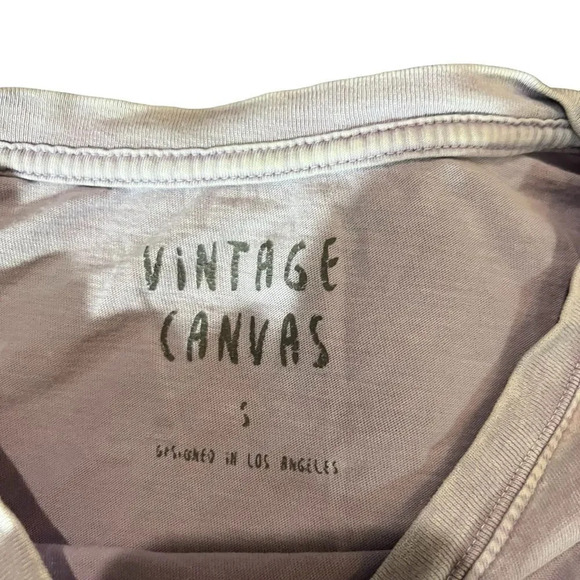 ViNTAGE
CANVAS
S
DESIGNED iN LOS ANGELES